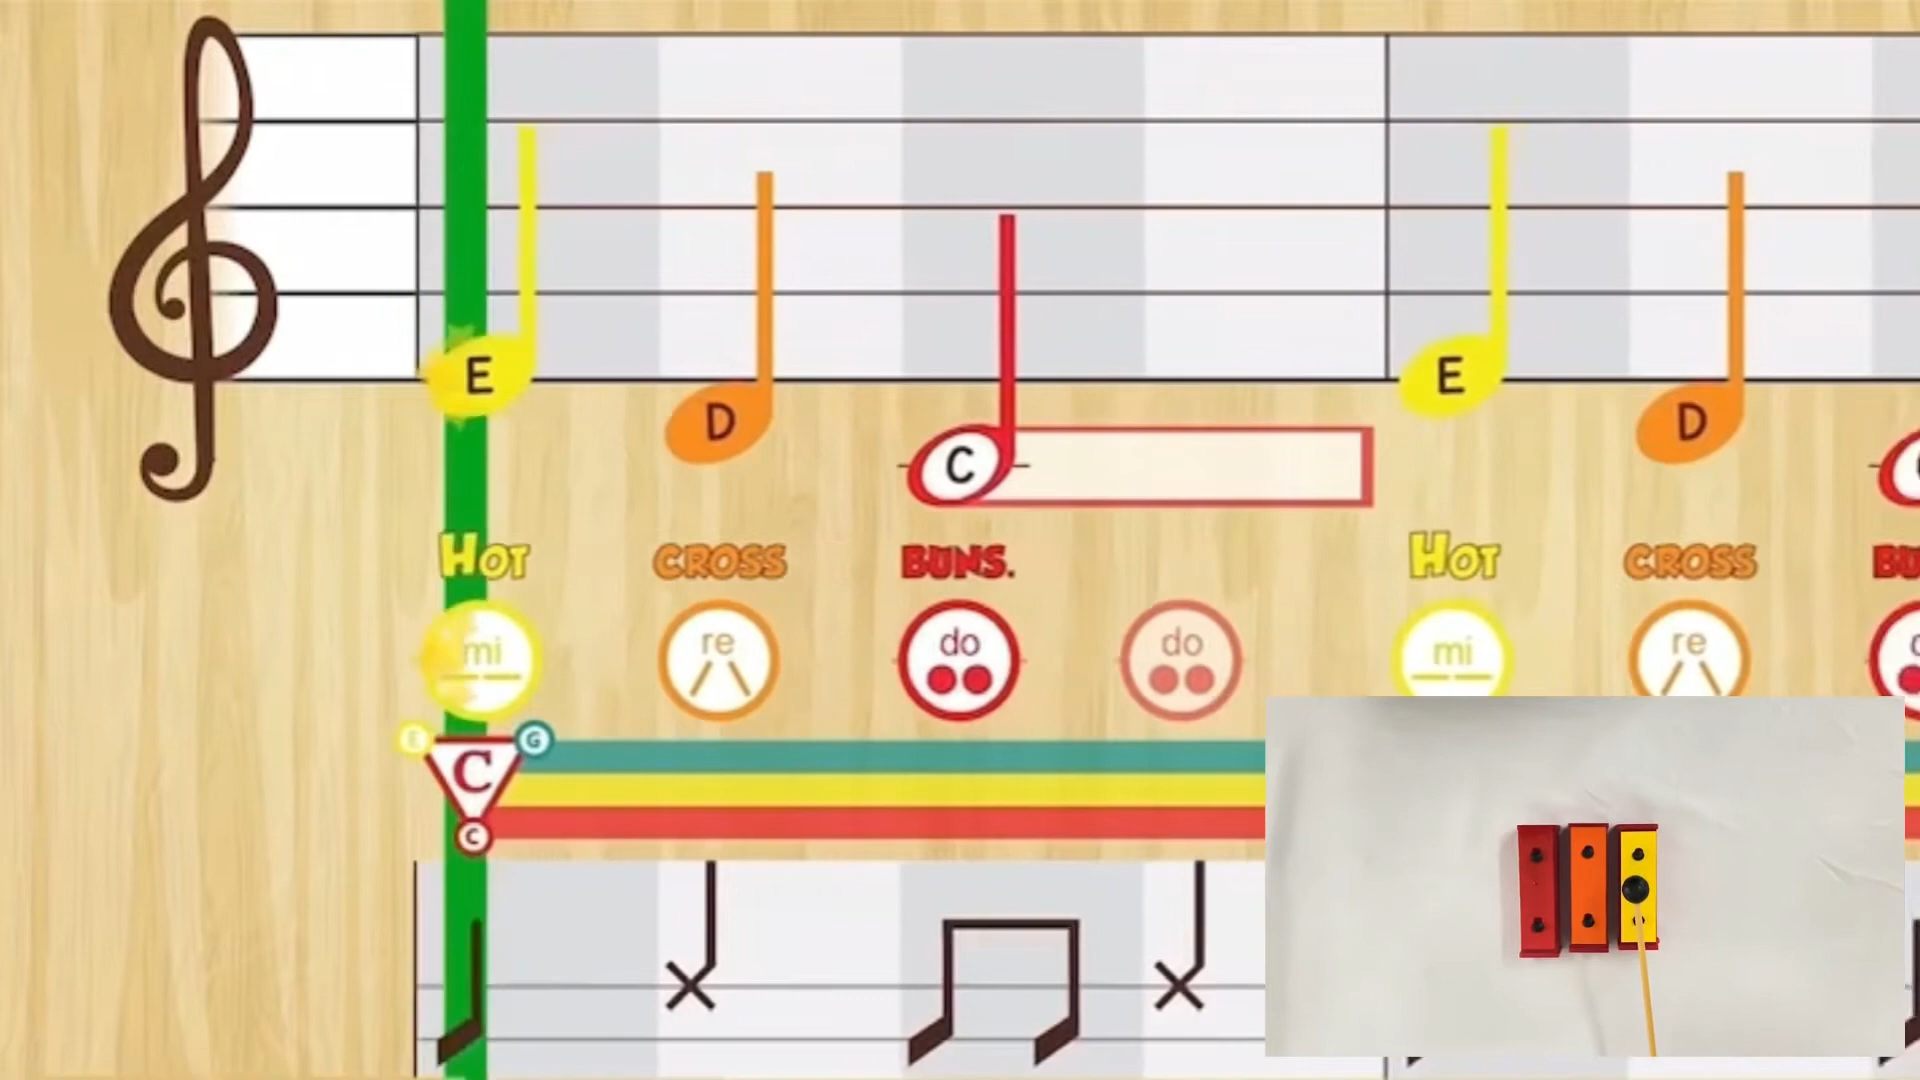 E D C E D
HOT CROSS BUNS. HOT CROSS
mi re do do mi re
E C G
C